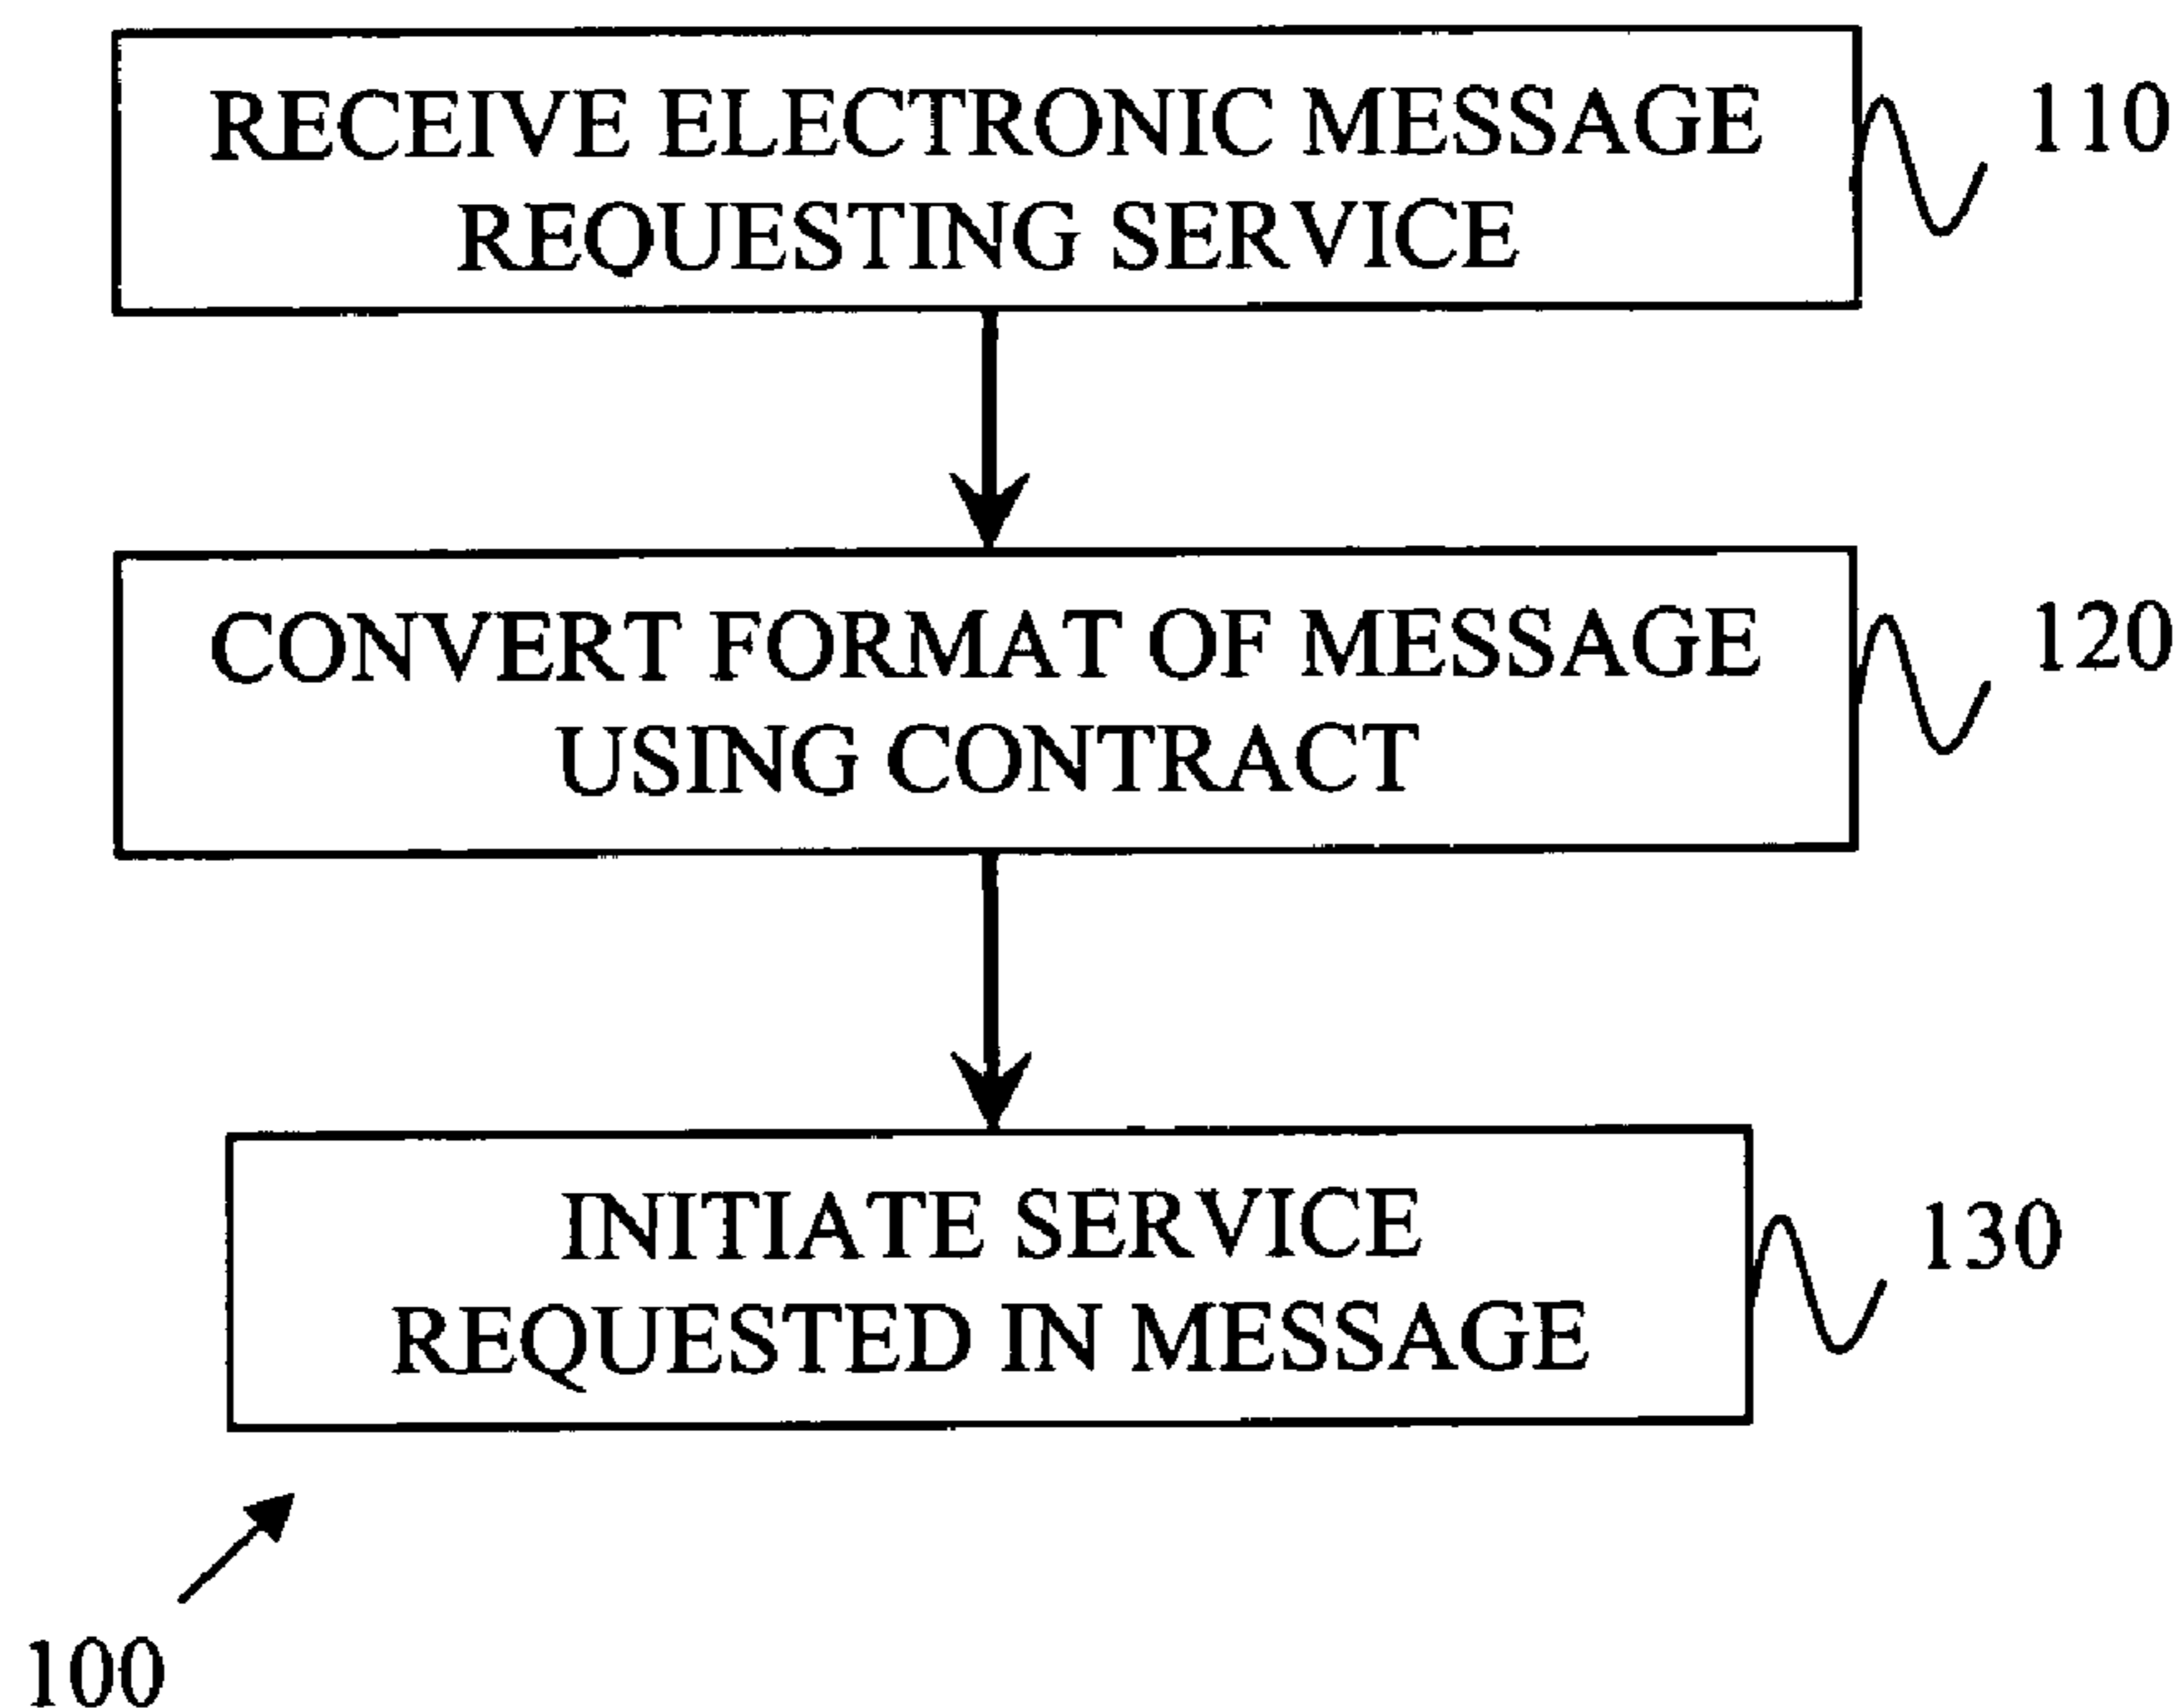 RECEIVE ELECTRONIC MESSAGE
REQUESTING SERVICE
110
CONVERT FORMAT OF MESSAGE
USING CONTRACT
120
INITIATE SERVICE
REQUESTED IN MESSAGE
130
100